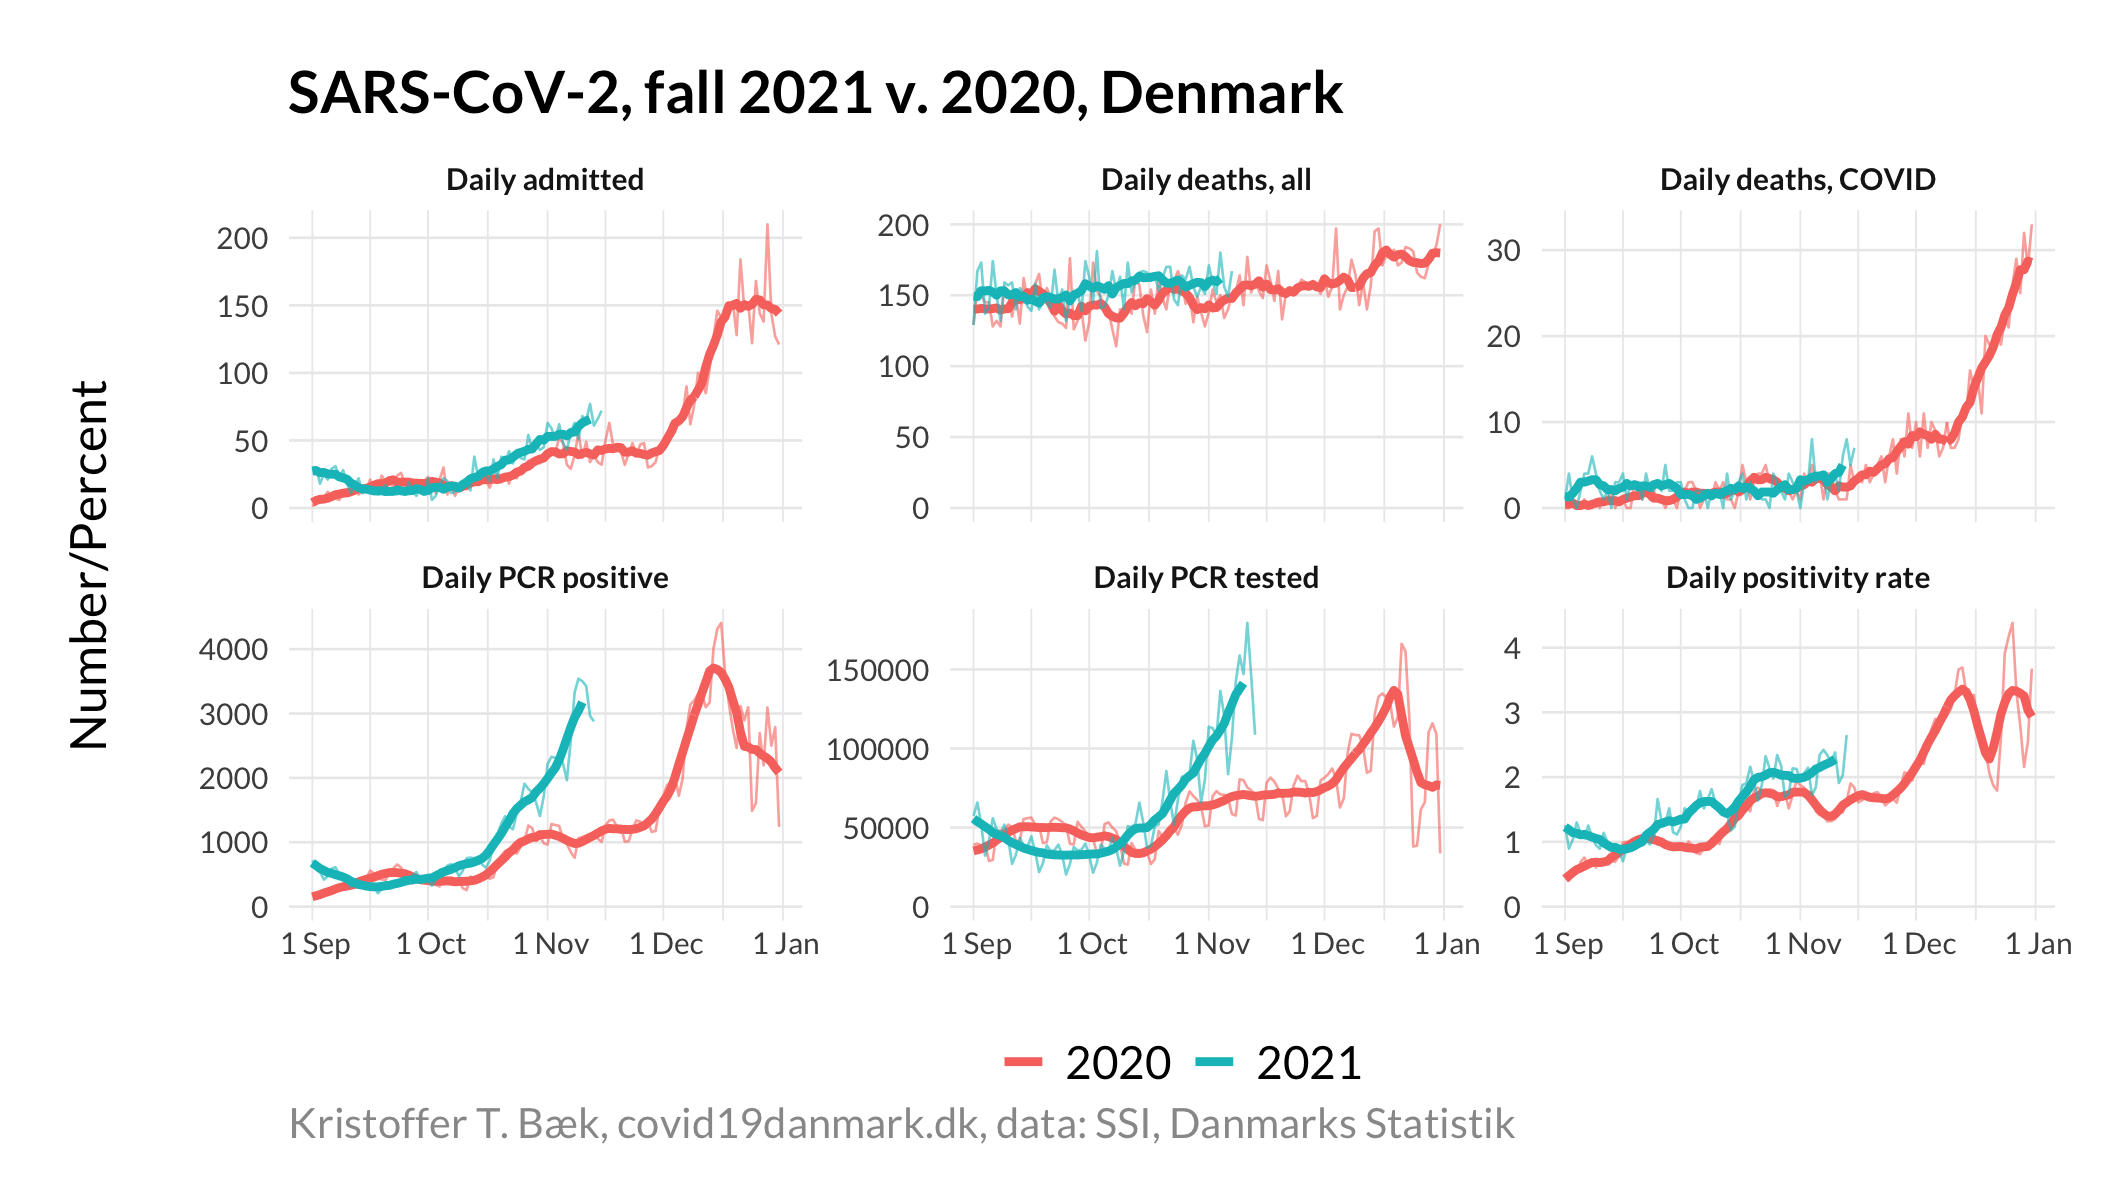 SARS-CoV-2, fall 2021 v. 2020, Denmark
Number/Percent
Daily admitted
200
150
100
50
0
Daily deaths, all
200
150
100
50
0
Daily deaths, COVID
30
20
10
0
Daily PCR positive
4000
3000
2000
1000
0
1 Sep 1 Oct 1 Nov 1 Dec 1 Jan
Daily PCR tested
150000
100000
50000
0
1 Sep 1 Oct 1 Nov 1 Dec 1 Jan
Daily positivity rate
4
3
2
1
0
1 Sep 1 Oct 1 Nov 1 Dec 1 Jan
2020 2021
Kristoffer T. Bæk, covid19danmark.dk, data: SSI, Danmarks Statistik